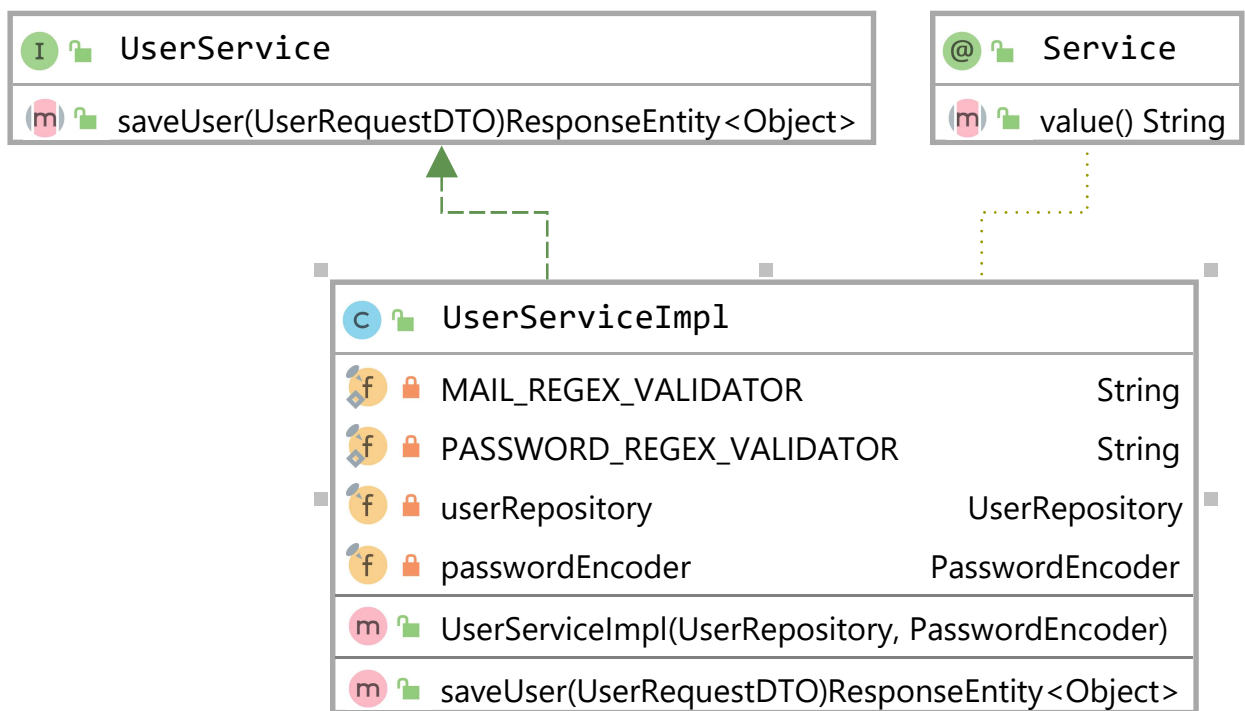 I UserService
m saveUser(UserRequestDTO)ResponseEntity<Object>
@ Service
m value() String
C UserServiceImpl
f MAIL_REGEX_VALIDATOR String
f PASSWORD_REGEX_VALIDATOR String
f userRepository UserRepository
f passwordEncoder PasswordEncoder
m UserServiceImpl(UserRepository, PasswordEncoder)
m saveUser(UserRequestDTO)ResponseEntity<Object>